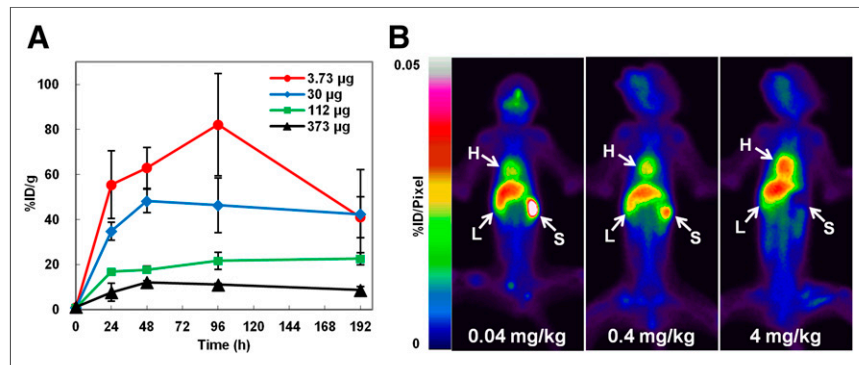 A
%ID/g
100
80
60
40
20
0
0 24 48 72 96 120 144 168 192
Time (h)
3.73 µg
30 µg
112 µg
373 µg
B
0.05
%ID/Pixel
0
H
L
S
0.04 mg/kg
H
L
S
0.4 mg/kg
H
L
S
4 mg/kg